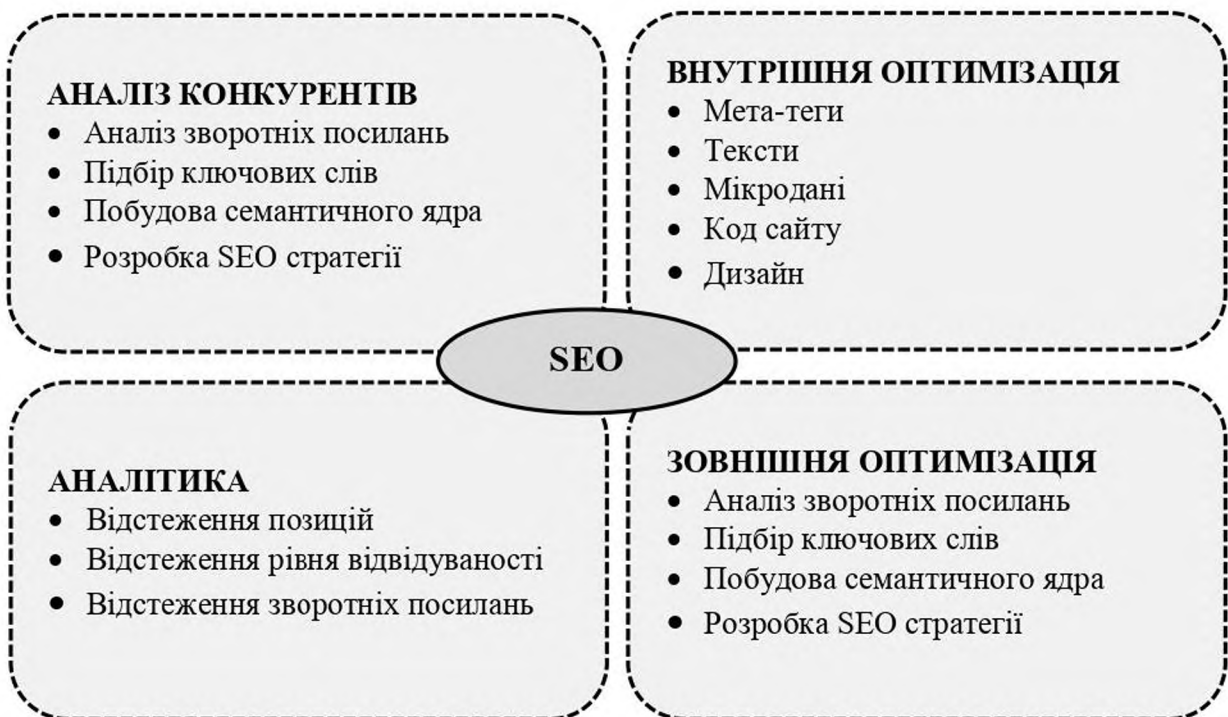 АНАЛІЗ КОНКУРЕНТІВ
• Аналіз зворотніх посилань
• Підбір ключових слів
• Побудова семантичного ядра
• Розробка SEO стратегії
ВНУТРІШНЯ ОПТИМІЗАЦІЯ
• Мета-теги
• Тексти
• Мікродані
• Код сайту
• Дизайн
SEO
АНАЛІТИКА
• Відстеження позицій
• Відстеження рівня відвідуваності
• Відстеження зворотніх посилань
ЗОВНІШНЯ ОПТИМІЗАЦІЯ
• Аналіз зворотніх посилань
• Підбір ключових слів
• Побудова семантичного ядра
• Розробка SEO стратегії